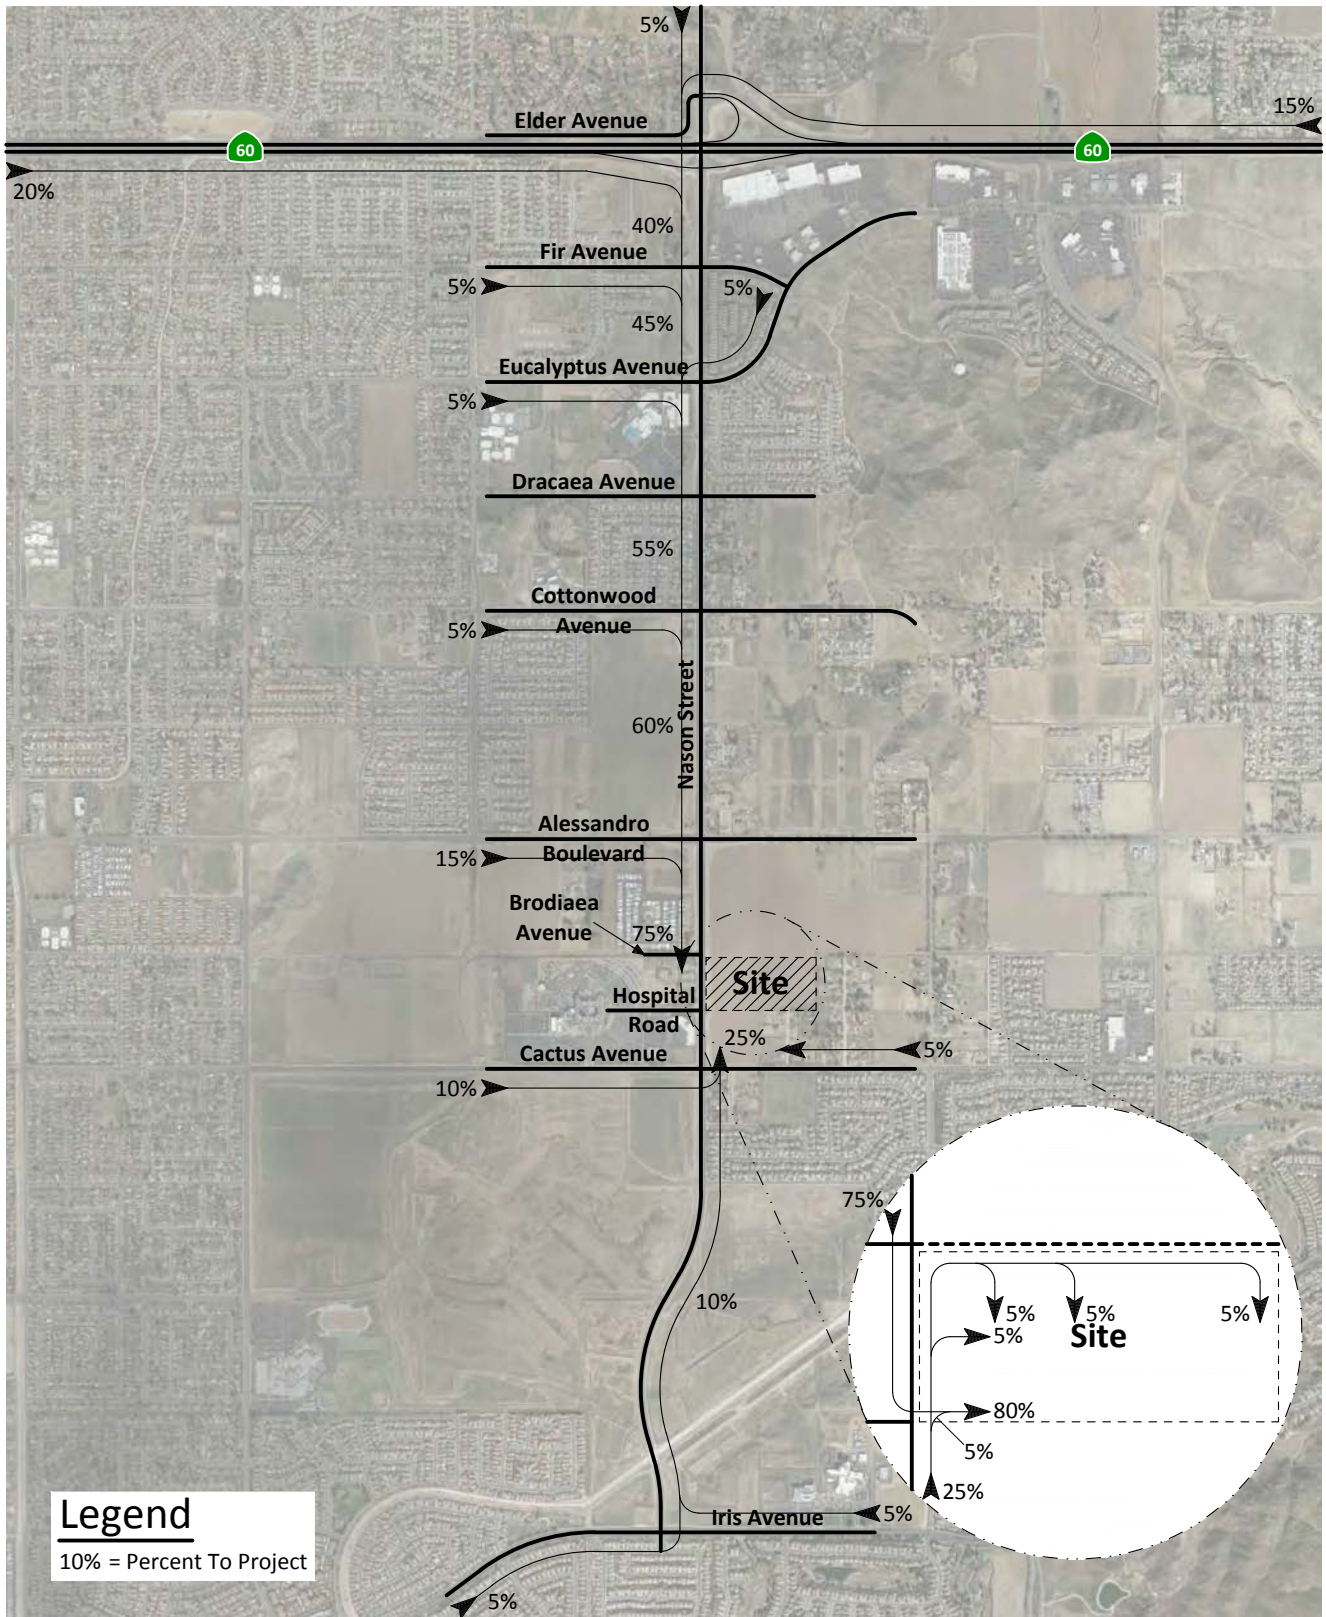 5%
15%
Elder Avenue
60
60
20%
40%
Fir Avenue
5%
5%
45%
Eucalyptus Avenue
5%
Dracaea Avenue
55%
Cottonwood
Avenue
5%
Nason Street
60%
Alessandro
Boulevard
15%
Brodiaea
Avenue
75%
Site
Hospital
Road
25%
Cactus Avenue
5%
10%
75%
10%
5%
5%
5%
5%
Site
80%
5%
25%
Iris Avenue
5%
5%
Legend
10% = Percent To Project